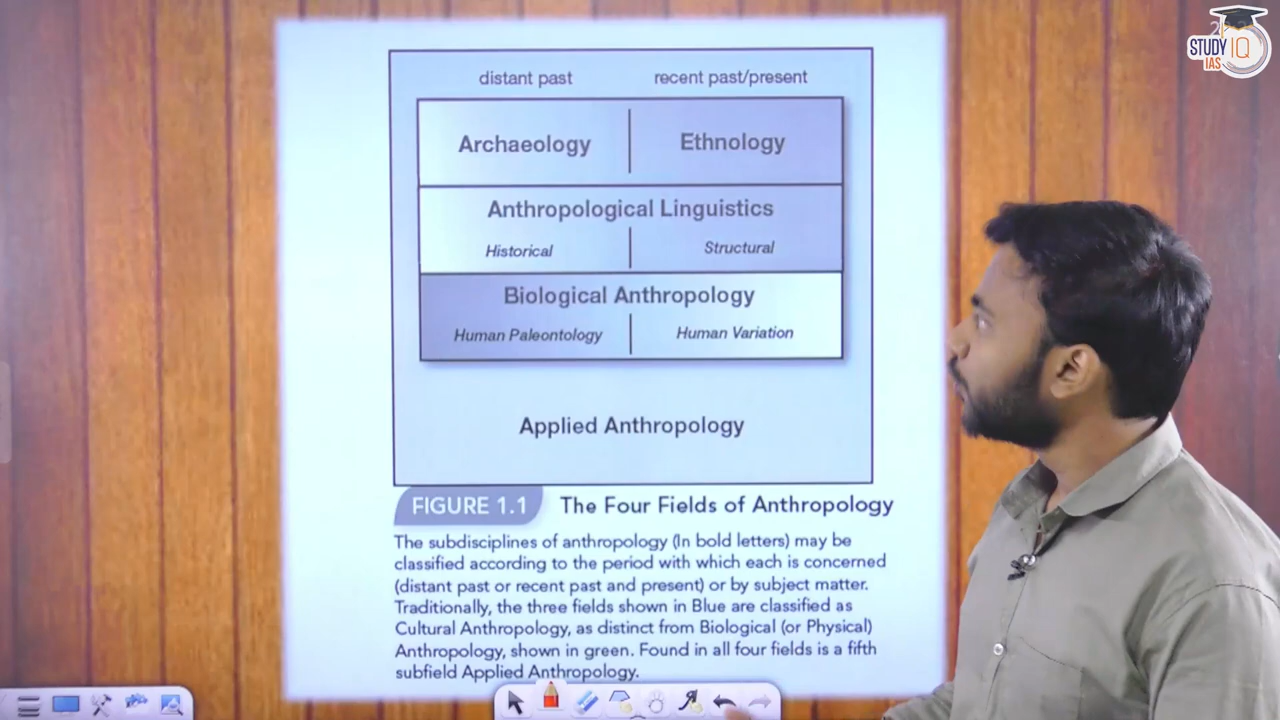 STUDY IQ
IAS
distant past recent past/present
Archaeology Ethnology
Anthropological Linguistics
Historical Structural
Biological Anthropology
Human Paleontology Human Variation
Applied Anthropology
FIGURE 1.1 The Four Fields of Anthropology
The subdisciplines of anthropology (In bold letters) may be
classified according to the period with which each is concerned
(distant past or recent past and present) or by subject matter.
Traditionally, the three fields shown in Blue are classified as
Cultural Anthropology, as distinct from Biological (or Physical)
Anthropology, shown in green. Found in all four fields is a fifth
subfield Applied Anthropology.